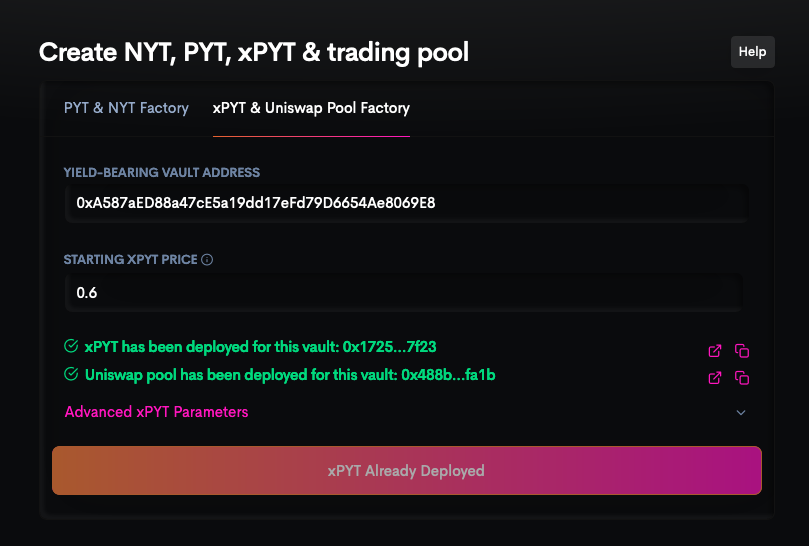 Create NYT, PYT, xPYT & trading pool
Help
PYT & NYT Factory
xPYT & Uniswap Pool Factory
YIELD-BEARING VAULT ADDRESS
0xA587aED88a47cE5a19dd17eFd79D6654Ae8069E8
STARTING XPYT PRICE
0.6
xPYT has been deployed for this vault: 0x1725...7f23
Uniswap pool has been deployed for this vault: 0x488b...fa1b
Advanced xPYT Parameters
xPYT Already Deployed